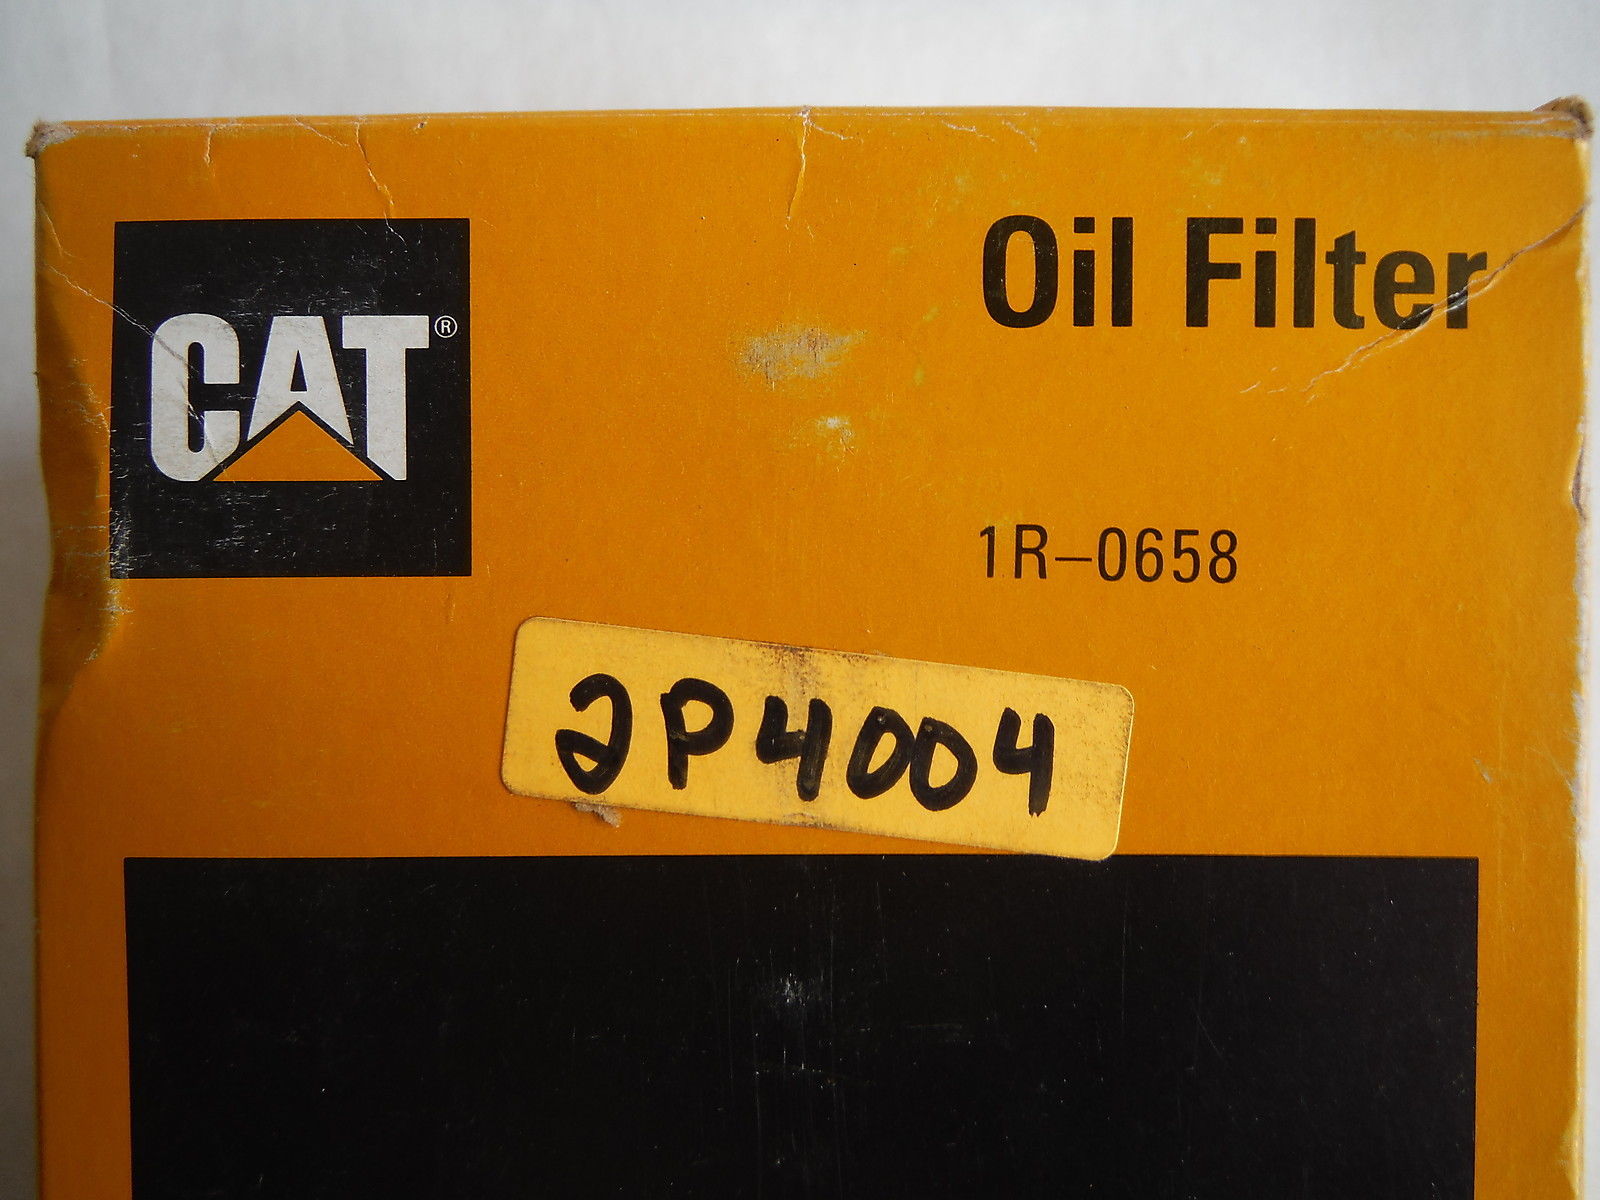 Oil Filter
CAT®
1R–0658
2P4004